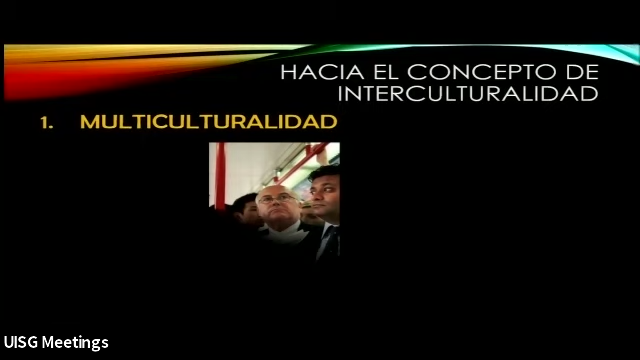 HACIA EL CONCEPTO DE
INTERCULTURALIDAD
1. MULTICULTURALIDAD
UISG Meetings